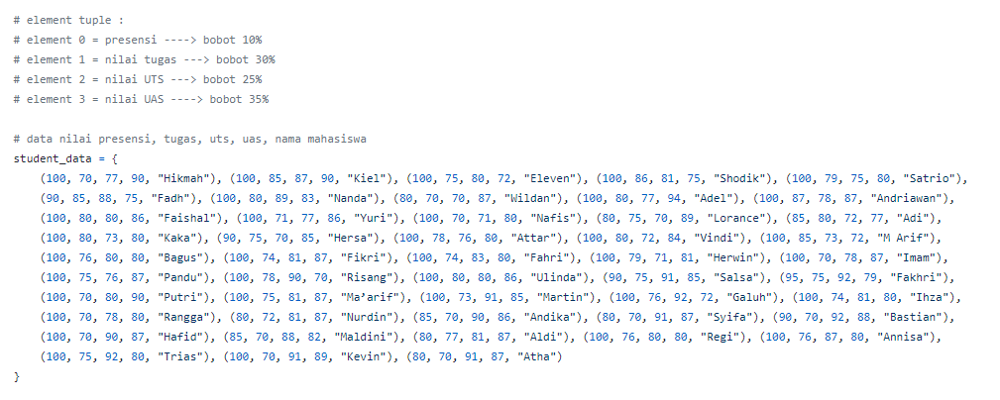 # element tuple :
# element 0 = presensi ----> bobot 10%
# element 1 = nilai tugas ---> bobot 30%
# element 2 = nilai UTS ---> bobot 25%
# element 3 = nilai UAS ----> bobot 35%
# data nilai presensi, tugas, uts, uas, nama mahasiswa
student_data = {
(100, 70, 77, 90, "Hikmah"), (100, 85, 87, 90, "Kiel"), (100, 75, 80, 72, "Eleven"), (100, 86, 81, 75, "Shodik"), (100, 79, 75, 80, "Satrio"),
(90, 85, 88, 75, "Fadh"), (100, 80, 89, 83, "Nanda"), (80, 70, 70, 87, "Wildan"), (100, 80, 77, 94, "Adel"), (100, 87, 78, 87, "Andriawan"),
(100, 80, 80, 86, "Faishal"), (100, 71, 77, 86, "Yuri"), (100, 70, 71, 80, "Nafis"), (80, 75, 70, 89, "Lorance"), (85, 80, 72, 77, "Adi"),
(100, 80, 73, 80, "Kaka"), (90, 75, 70, 85, "Hersa"), (100, 78, 76, 80, "Attar"), (100, 80, 72, 84, "Vindi"), (100, 85, 73, 72, "M Arif"),
(100, 76, 80, 80, "Bagus"), (100, 74, 81, 87, "Fikri"), (100, 74, 83, 80, "Fahri"), (100, 79, 71, 81, "Herwin"), (100, 70, 78, 87, "Imam"),
(100, 75, 76, 87, "Pandu"), (100, 78, 90, 70, "Risang"), (100, 80, 80, 86, "Ulinda"), (90, 75, 91, 85, "Salsa"), (95, 75, 92, 79, "Fakhri"),
(100, 70, 80, 90, "Putri"), (100, 75, 81, 87, "Ma’arif"), (100, 73, 91, 85, "Martin"), (100, 76, 92, 72, "Galuh"), (100, 74, 81, 80, "Ihza"),
(100, 70, 78, 80, "Rangga"), (80, 72, 81, 87, "Nurdin"), (85, 70, 90, 86, "Andika"), (80, 70, 91, 87, "Syifa"), (90, 70, 92, 88, "Bastian"),
(100, 70, 90, 87, "Hafid"), (85, 70, 88, 82, "Maldini"), (80, 77, 81, 87, "Aldi"), (100, 76, 80, 80, "Regi"), (100, 76, 87, 80, "Annisa"),
(100, 75, 92, 80, "Trias"), (100, 70, 91, 89, "Kevin"), (80, 70, 91, 87, "Atha")
}